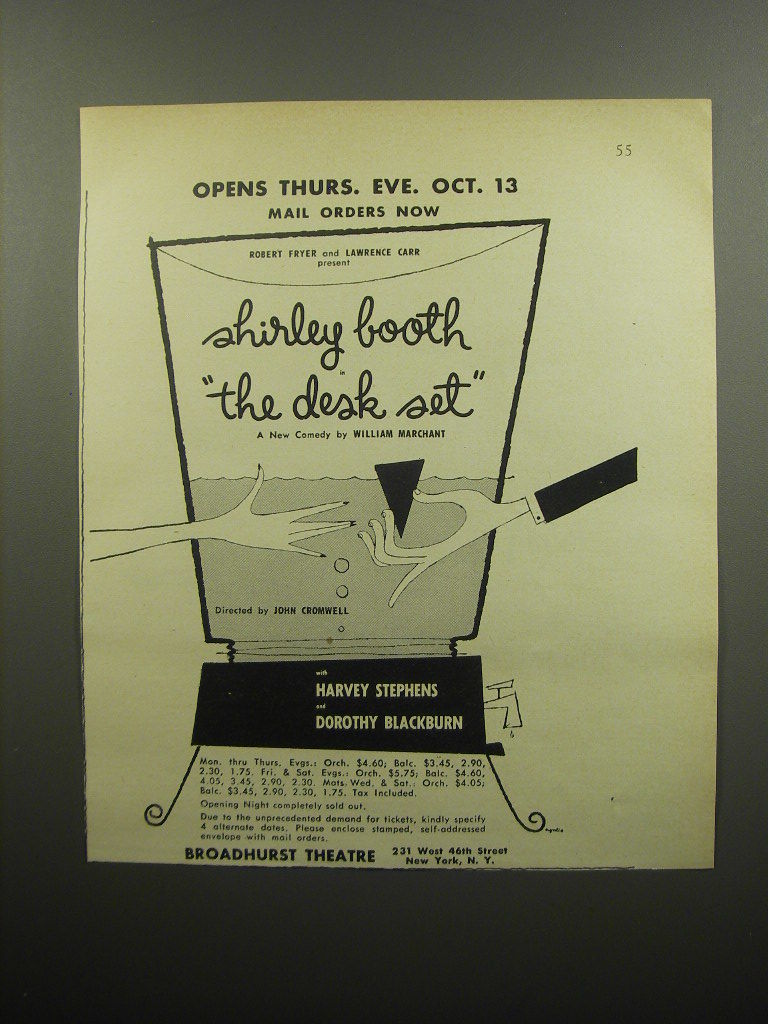 55
OPENS THURS. EVE. OCT. 13
MAIL ORDERS NOW
ROBERT FRYER and LAWRENCE CARR
present
shirley booth
in
"the desk set"
A New Comedy by WILLIAM MARCHANT
Directed by JOHN CROMWELL
with
HARVEY STEPHENS
and
DOROTHY BLACKBURN
Mon. thru Thurs. Evgs.: Orch. $4.60; Balc. $3.45, 2.90,
2.30, 1.75. Fri. & Sat. Evgs.: Orch. $5.75; Balc. $4.60,
4.05, 3.45, 2.90, 2.30. Mats. Wed. & Sat.: Orch. $4.05;
Balc. $3.45, 2.90, 2.30, 1.75. Tax Included.
Opening Night completely sold out.
Due to the unprecedented demand for tickets, kindly specify
4 alternate dates. Please enclose stamped, self-addressed
envelope with mail orders.
BROADHURST THEATRE
231 West 46th Street
New York, N. Y.